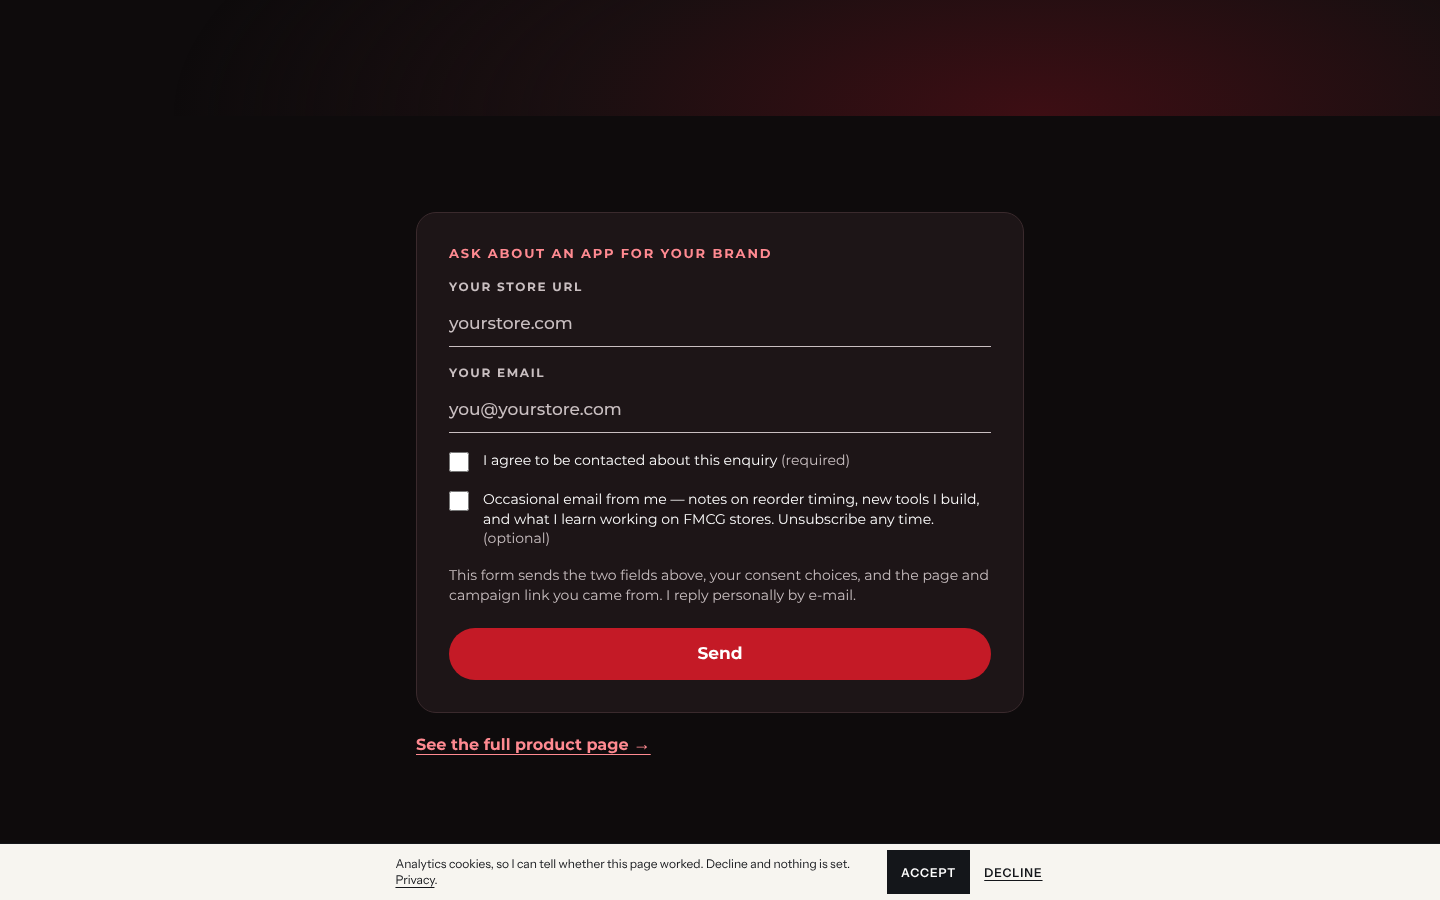 ASK ABOUT AN APP FOR YOUR BRAND
YOUR STORE URL
yourstore.com
YOUR EMAIL
you@yourstore.com
I agree to be contacted about this enquiry (required)
Occasional email from me — notes on reorder timing, new tools I build,
and what I learn working on FMCG stores. Unsubscribe any time.
(optional)
This form sends the two fields above, your consent choices, and the page and
campaign link you came from. I reply personally by e-mail.
Send
See the full product page →
Analytics cookies, so I can tell whether this page worked. Decline and nothing is set.
Privacy.
ACCEPT
DECLINE